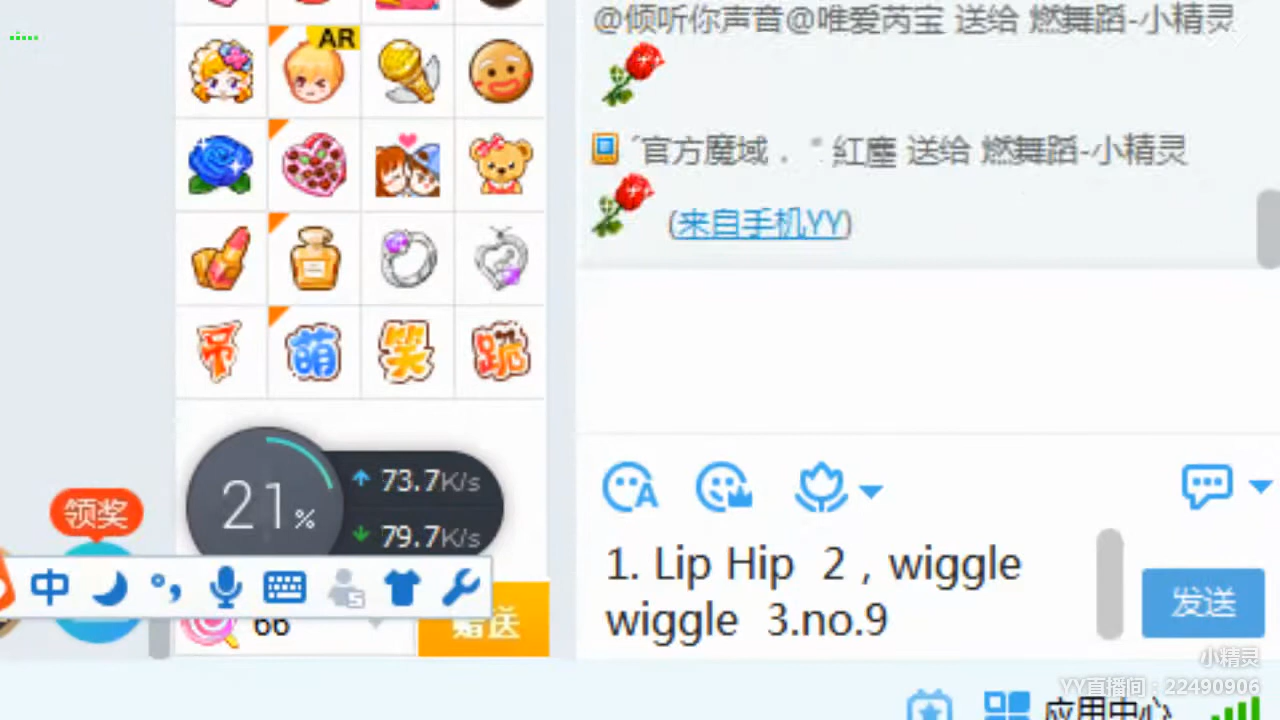 @倾听你声音@唯爱芮宝 送给 燃舞蹈-小精灵
AR
″官方魔域．〝紅塵 送给 燃舞蹈-小精灵
(来自手机YY)
吊 萌 笑 跪
21%
73.7K/s
79.7K/s
领奖
中
66
赠送
1. Lip Hip 2 , wiggle
wiggle 3.no.9
发送
小精灵
YY直播间：22490906
应用中心